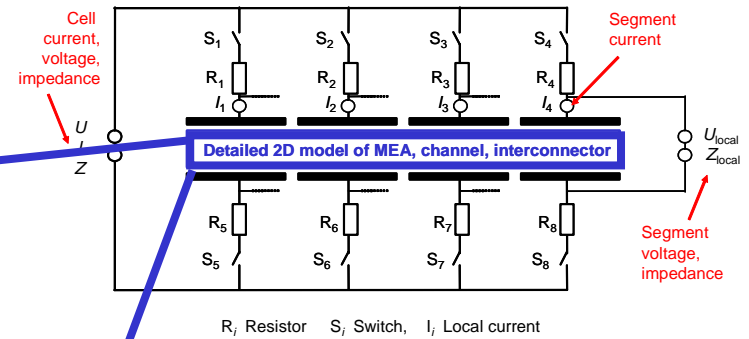 Cell
current,
voltage,
impedance
S1
S2
S3
S4
Segment
current
R1
R2
R3
R4
I1
I2
I3
I4
U
I
Z
Detailed 2D model of MEA, channel, interconnector
Ulocal
Zlocal
R5
R6
R7
R8
S5
S6
S7
S8
Segment
voltage,
impedance
Ri Resistor Si Switch, Ii Local current